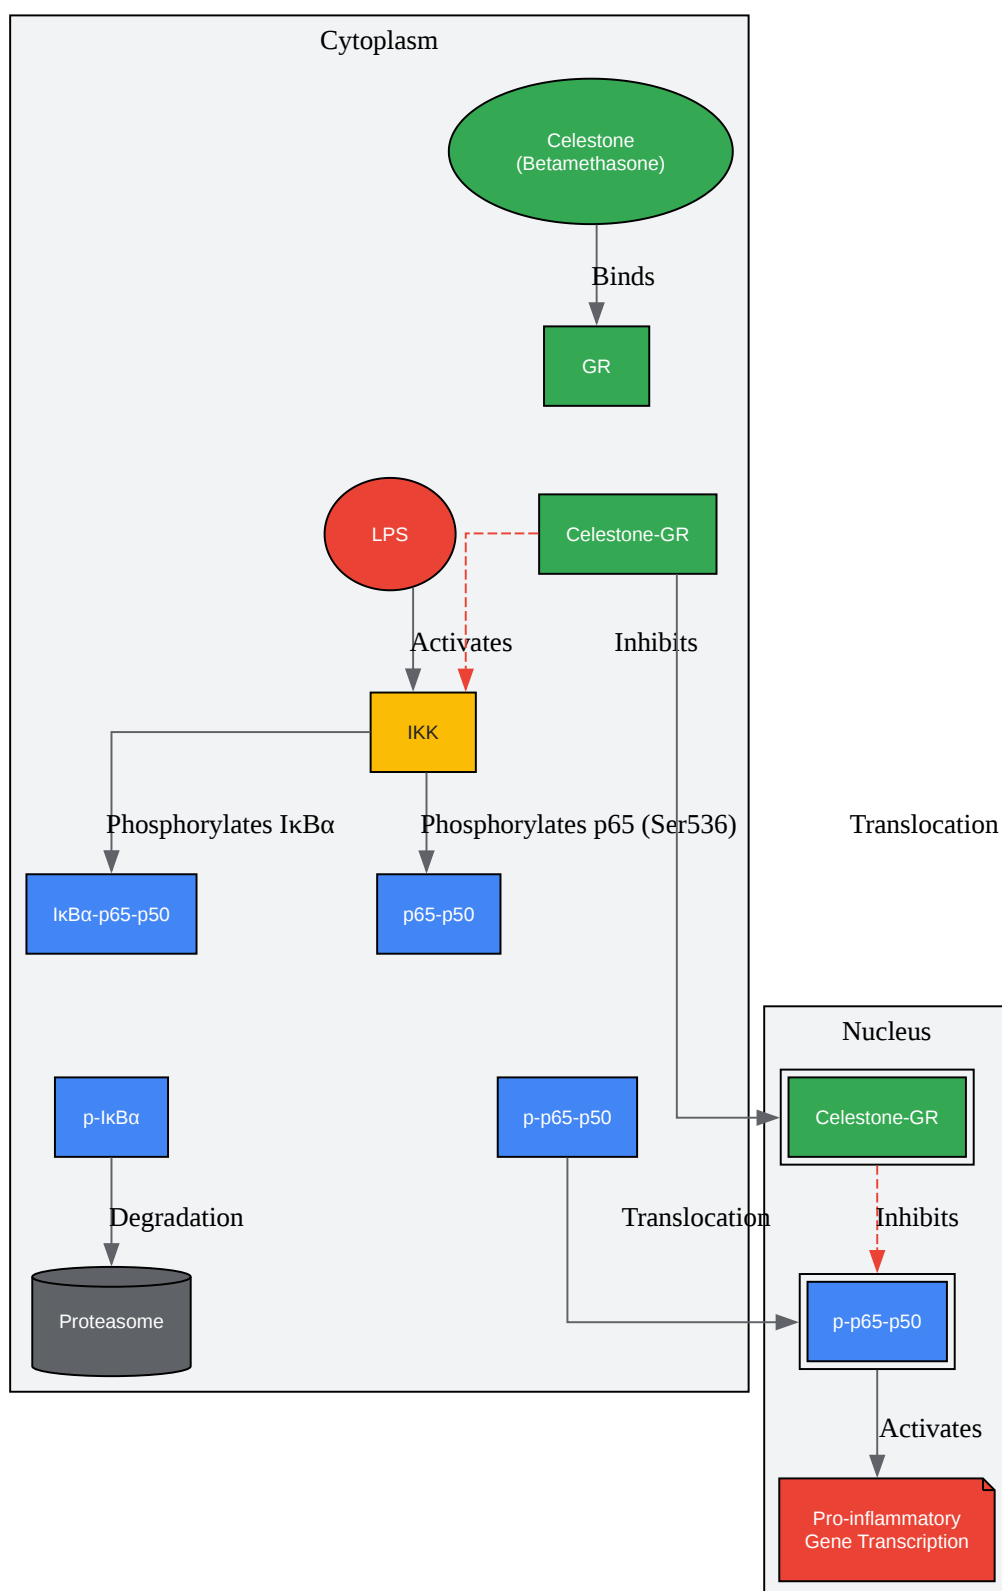 Cytoplasm
Celestone
(Betamethasone)
Binds
GR
LPS
Celestone-GR
Activates
Inhibits
IKK
Phosphorylates IκBα
Phosphorylates p65 (Ser536)
Translocation
IκBα-p65-p50
p65-p50
Nucleus
p-IκBα
p-p65-p50
Celestone-GR
Degradation
Translocation
Inhibits
Proteasome
p-p65-p50
Activates
Pro-inflammatory
Gene Transcription